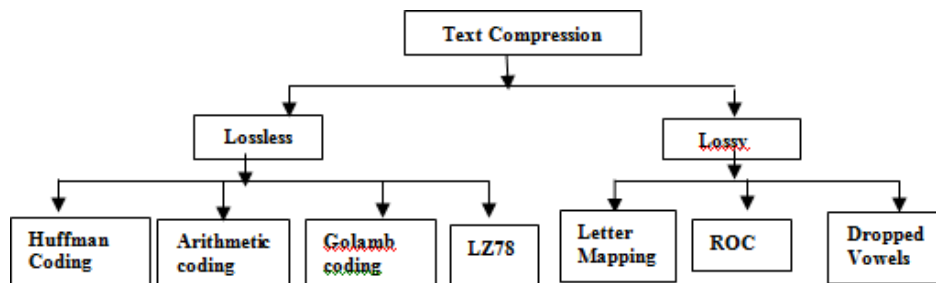 Text Compression
Lossless
Lossy
Huffman
Coding
Arithmetic
coding
Golamb
coding
LZ78
Letter
Mapping
ROC
Dropped
Vowels